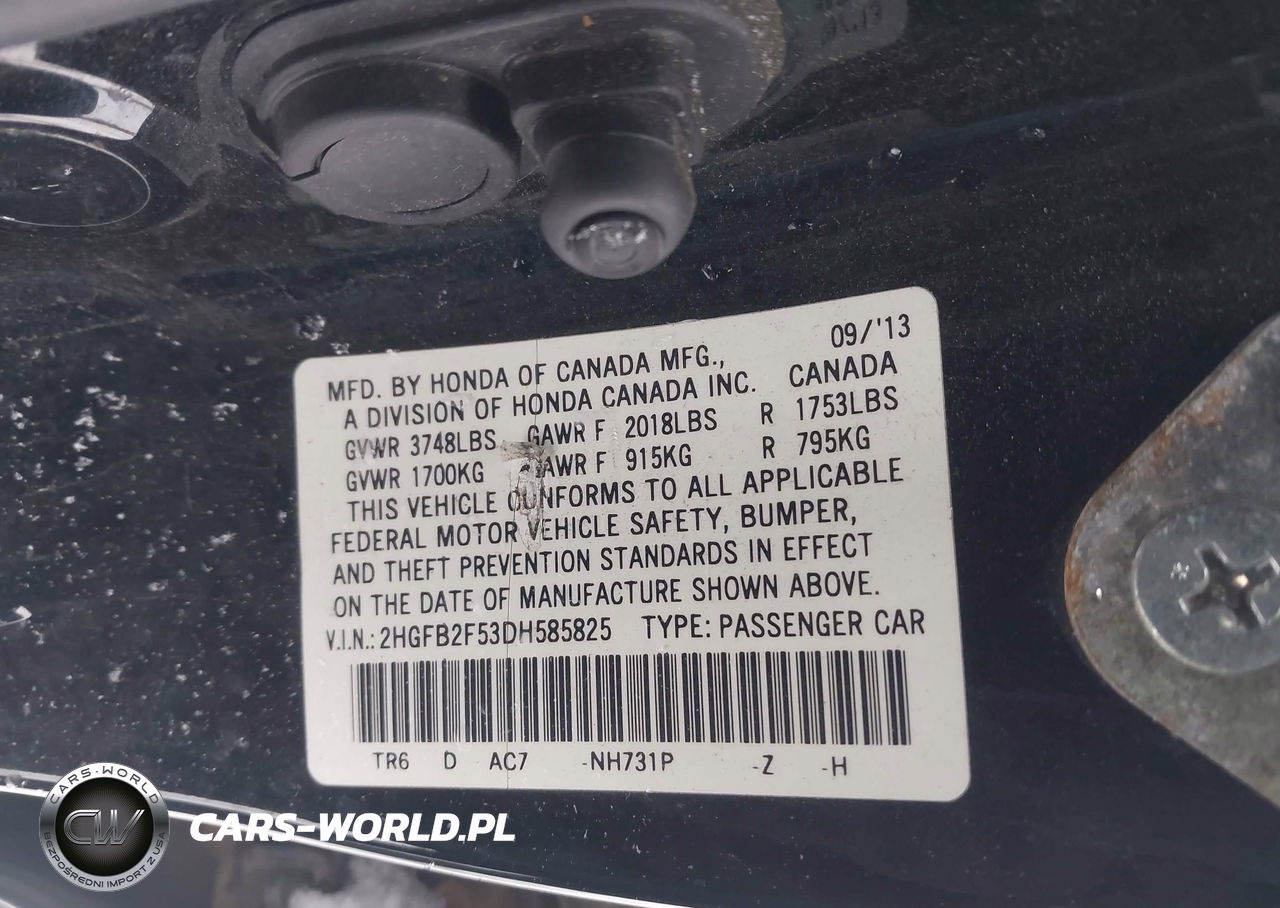 09/'13
MFD. BY HONDA OF CANADA MFG.,
A DIVISION OF HONDA CANADA INC. CANADA
GVWR 3748LBS GAWR F 2018LBS R 1753LBS
GVWR 1700KG GAWR F 915KG R 795KG
THIS VEHICLE CONFORMS TO ALL APPLICABLE
FEDERAL MOTOR VEHICLE SAFETY, BUMPER,
AND THEFT PREVENTION STANDARDS IN EFFECT
ON THE DATE OF MANUFACTURE SHOWN ABOVE.
V.I.N.: 2HGFB2F53DH585825 TYPE: PASSENGER CAR
TR6 D AC7 -NH731P -Z -H
CARS-WORLD
CW
BEZPOŚREDNI IMPORT Z USA
CARS-WORLD.PL